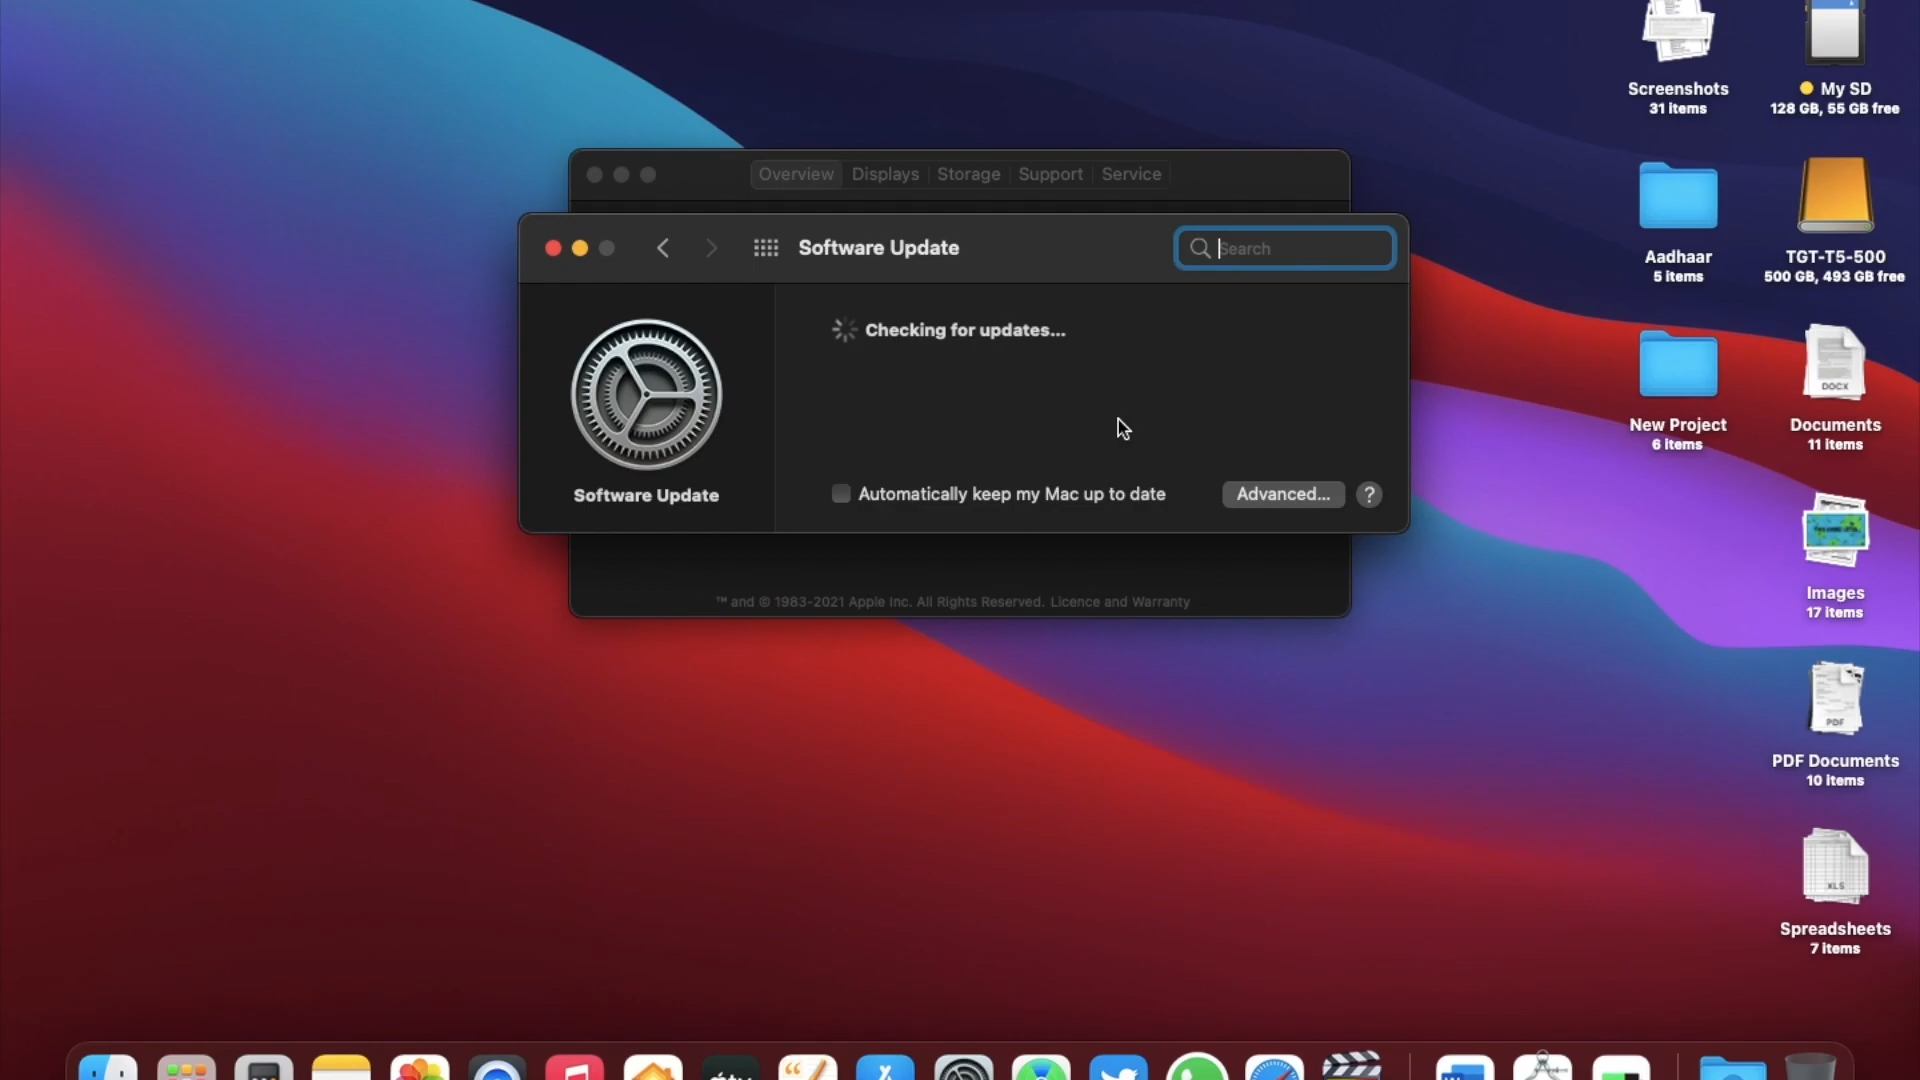 Screenshots
31 items
My SD
128 GB, 55 GB free
Overview
Displays
Storage
Support
Service
Software Update
Search
Checking for updates...
Software Update
Automatically keep my Mac up to date
Advanced...
?
™ and © 1983-2021 Apple Inc. All Rights Reserved. Licence and Warranty
Aadhaar
5 items
TGT-T5-500
500 GB, 493 GB free
New Project
6 items
DOCX
Documents
11 items
Images
17 items
PDF
PDF Documents
10 items
XLS
Spreadsheets
7 items